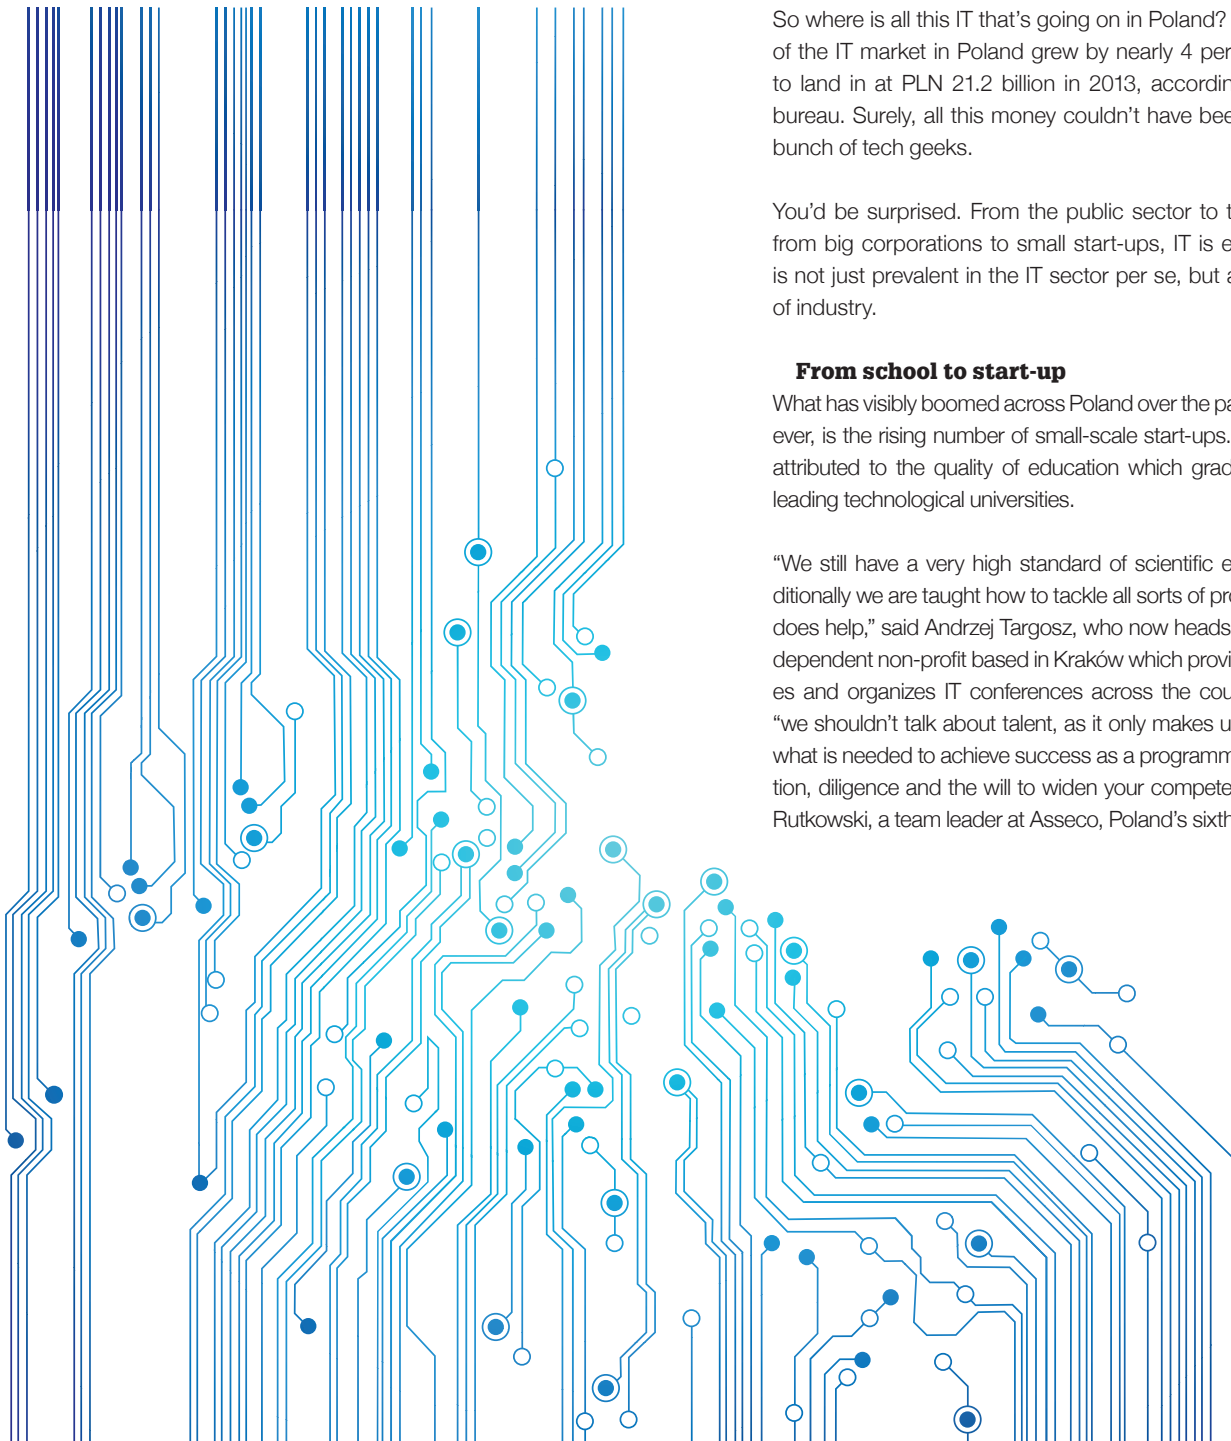 So where is all this IT that's going on in Poland?
of the IT market in Poland grew by nearly 4 per
to land in at PLN 21.2 billion in 2013, accordin
bureau. Surely, all this money couldn't have bee
bunch of tech geeks.
You'd be surprised. From the public sector to t
from big corporations to small start-ups, IT is e
is not just prevalent in the IT sector per se, but a
of industry.
From school to start-up
What has visibly boomed across Poland over the pa
ever, is the rising number of small-scale start-ups.
attributed to the quality of education which grad
leading technological universities.
“We still have a very high standard of scientific e
ditionally we are taught how to tackle all sorts of pro
does help,” said Andrzej Targosz, who now heads
dependent non-profit based in Kraków which provi
es and organizes IT conferences across the cou
“we shouldn't talk about talent, as it only makes u
what is needed to achieve success as a programm
tion, diligence and the will to widen your compete
Rutkowski, a team leader at Asseco, Poland's sixth